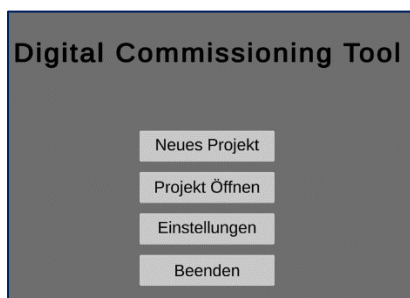 Digital Commissioning Tool
Neues Projekt
Projekt Öffnen
Einstellungen
Beenden